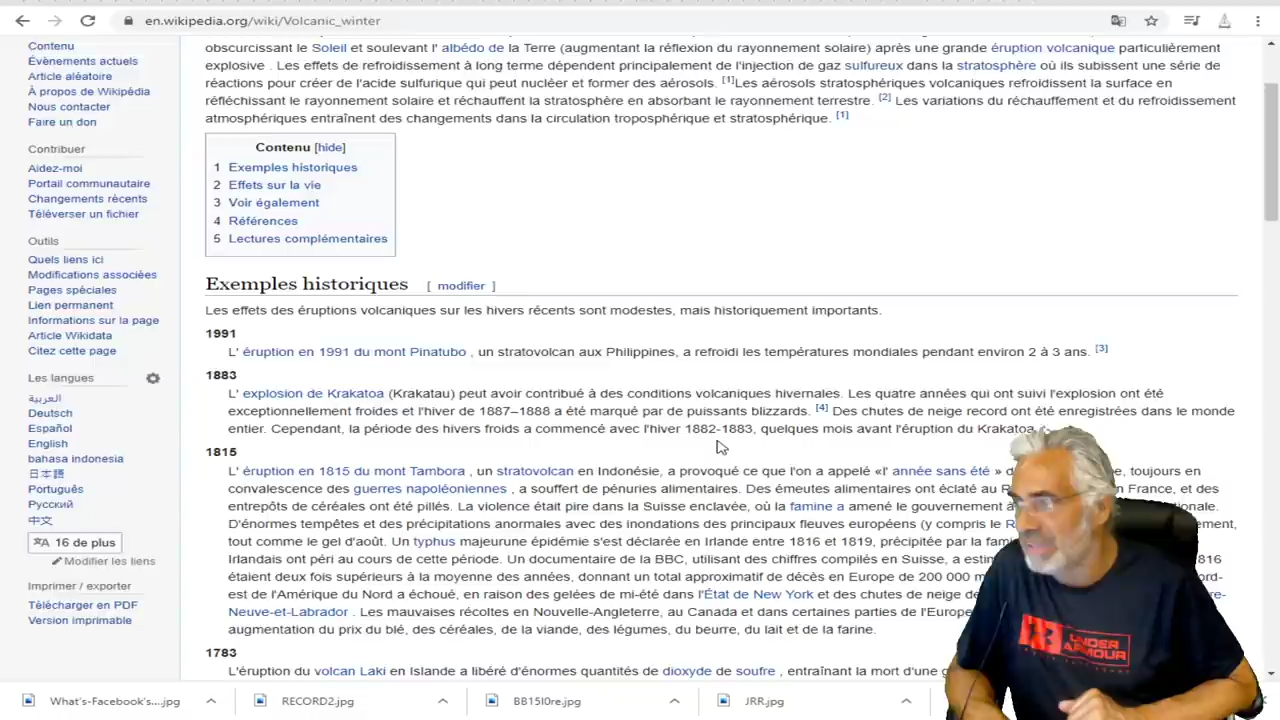 en.wikipedia.org/wiki/Volcanic_winter
Contenu
Évènements actuels
Article aléatoire
À propos de Wikipédia
Nous contacter
Faire un don
Contribuer
Aidez-moi
Portail communautaire
Changements récents
Téléverser un fichier
Outils
Quels liens ici
Modifications associées
Pages spéciales
Lien permanent
Informations sur la page
Article Wikidata
Citez cette page
Les langues
العربية
Deutsch
Español
English
bahasa indonesia
日本語
Português
Русский
中文
16 de plus
Modifier les liens
Imprimer / exporter
Télécharger en PDF
Version imprimable
obscurcissant le Soleil et soulevant l' albédo de la Terre (augmentant la réflexion du rayonnement solaire) après une grande éruption volcanique particulièrement
explosive . Les effets de refroidissement à long terme dépendent principalement de l'injection de gaz sulfureux dans la stratosphère où ils subissent une série de
réactions pour créer de l'acide sulfurique qui peut nucléer et former des aérosols. [1]Les aérosols stratosphériques volcaniques refroidissent la surface en
réfléchissant le rayonnement solaire et réchauffent la stratosphère en absorbant le rayonnement terrestre. [2] Les variations du réchauffement et du refroidissement
atmosphériques entraînent des changements dans la circulation troposphérique et stratosphérique. [1]
Contenu [hide]
1 Exemples historiques
2 Effets sur la vie
3 Voir également
4 Références
5 Lectures complémentaires
Exemples historiques [ modifier ]
Les effets des éruptions volcaniques sur les hivers récents sont modestes, mais historiquement importants.
1991
L' éruption en 1991 du mont Pinatubo , un stratovolcan aux Philippines, a refroidi les températures mondiales pendant environ 2 à 3 ans. [3]
1883
L' explosion de Krakatoa (Krakatau) peut avoir contribué à des conditions volcaniques hivernales. Les quatre années qui ont suivi l'explosion ont été
exceptionnellement froides et l'hiver de 1887–1888 a été marqué par de puissants blizzards. [4] Des chutes de neige record ont été enregistrées dans le monde
entier. Cependant, la période des hivers froids a commencé avec l'hiver 1882-1883, quelques mois avant l'éruption du Krakatoa
1815
L' éruption en 1815 du mont Tambora , un stratovolcan en Indonésie, a provoqué ce que l'on a appelé «l' année sans été » toujours en
convalescence des guerres napoléoniennes , a souffert de pénuries alimentaires. Des émeutes alimentaires ont éclaté au en France, et des
entrepôts de céréales ont été pillés. La violence était pire dans la Suisse enclavée, où la famine a amené le gouvernement
D'énormes tempêtes et des précipitations anormales avec des inondations des principaux fleuves européens (y compris le
tout comme le gel d'août. Un typhus majeurune épidémie s'est déclarée en Irlande entre 1816 et 1819, précipitée par la
Irlandais ont péri au cours de cette période. Un documentaire de la BBC, utilisant des chiffres compilés en Suisse, a 1816
étaient deux fois supérieurs à la moyenne des années, donnant un total approximatif de décès en Europe de 200 000
est de l'Amérique du Nord a échoué, en raison des gelées de mi-été dans l'État de New York et des chutes de neige
Neuve-et-Labrador . Les mauvaises récoltes en Nouvelle-Angleterre, au Canada et dans certaines parties de
augmentation du prix du blé, des céréales, de la viande, des légumes, du beurre, du lait et de la farine.
1783
L'éruption du volcan Laki en Islande a libéré d'énormes quantités de dioxyde de soufre , entraînant la mort d'une
UNDER
ARMOUR
What's-Facebook's....jpg
RECORD2.jpg
BB15I0re.jpg
JRR.jpg